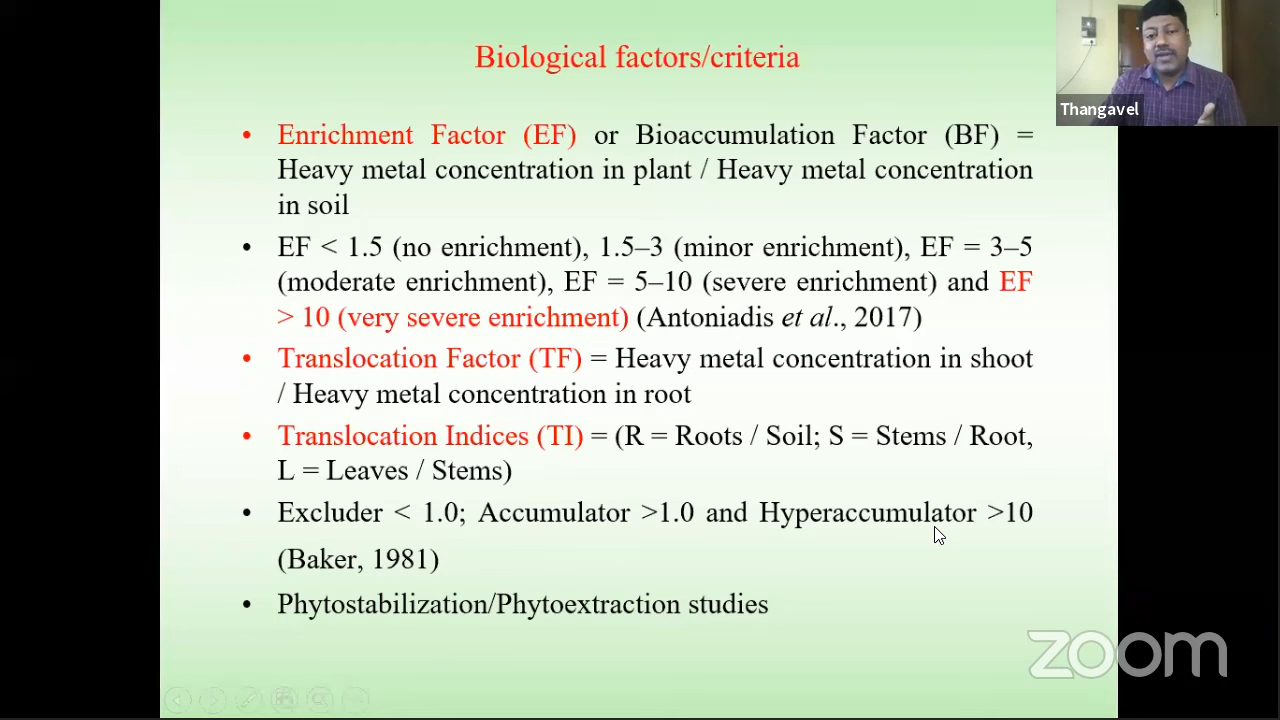 Biological factors/criteria
Thangavel
• Enrichment Factor (EF) or Bioaccumulation Factor (BF) =
Heavy metal concentration in plant / Heavy metal concentration
in soil
• EF < 1.5 (no enrichment), 1.5–3 (minor enrichment), EF = 3–5
(moderate enrichment), EF = 5–10 (severe enrichment) and EF
> 10 (very severe enrichment) (Antoniadis et al., 2017)
• Translocation Factor (TF) = Heavy metal concentration in shoot
/ Heavy metal concentration in root
• Translocation Indices (TI) = (R = Roots / Soil; S = Stems / Root,
L = Leaves / Stems)
• Excluder < 1.0; Accumulator >1.0 and Hyperaccumulator >10
(Baker, 1981)
• Phytostabilization/Phytoextraction studies
zoom